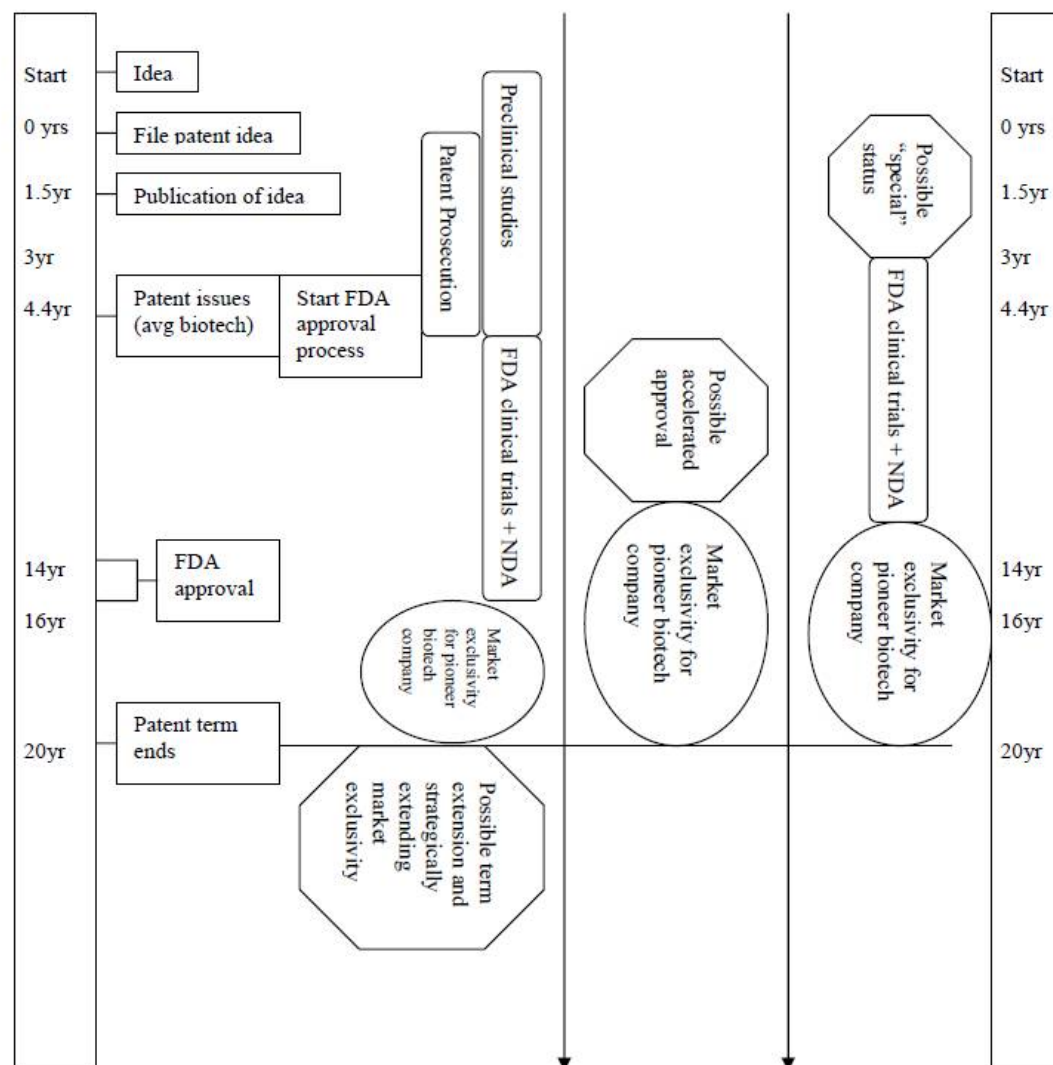 Start
0 yrs
1.5yr
3yr
4.4yr
14yr
16yr
20yr
Idea
File patent idea
Publication of idea
Patent issues
(avg biotech)
Start FDA
approval
process
FDA
approval
Patent term
ends
Patent Prosecution
Preclinical studies
FDA clinical trials + NDA
Market
exclusivity
for pioneer
biotech
company
Possible term
extension and
strategically
extending
market
exclusivity
Possible
accelerated
approval
Market
exclusivity for
pioneer biotech
company
Possible
“special”
status
FDA clinical trials + NDA
Market
exclusivity for
pioneer biotech
company
Start
0 yrs
1.5yr
3yr
4.4yr
14yr
16yr
20yr